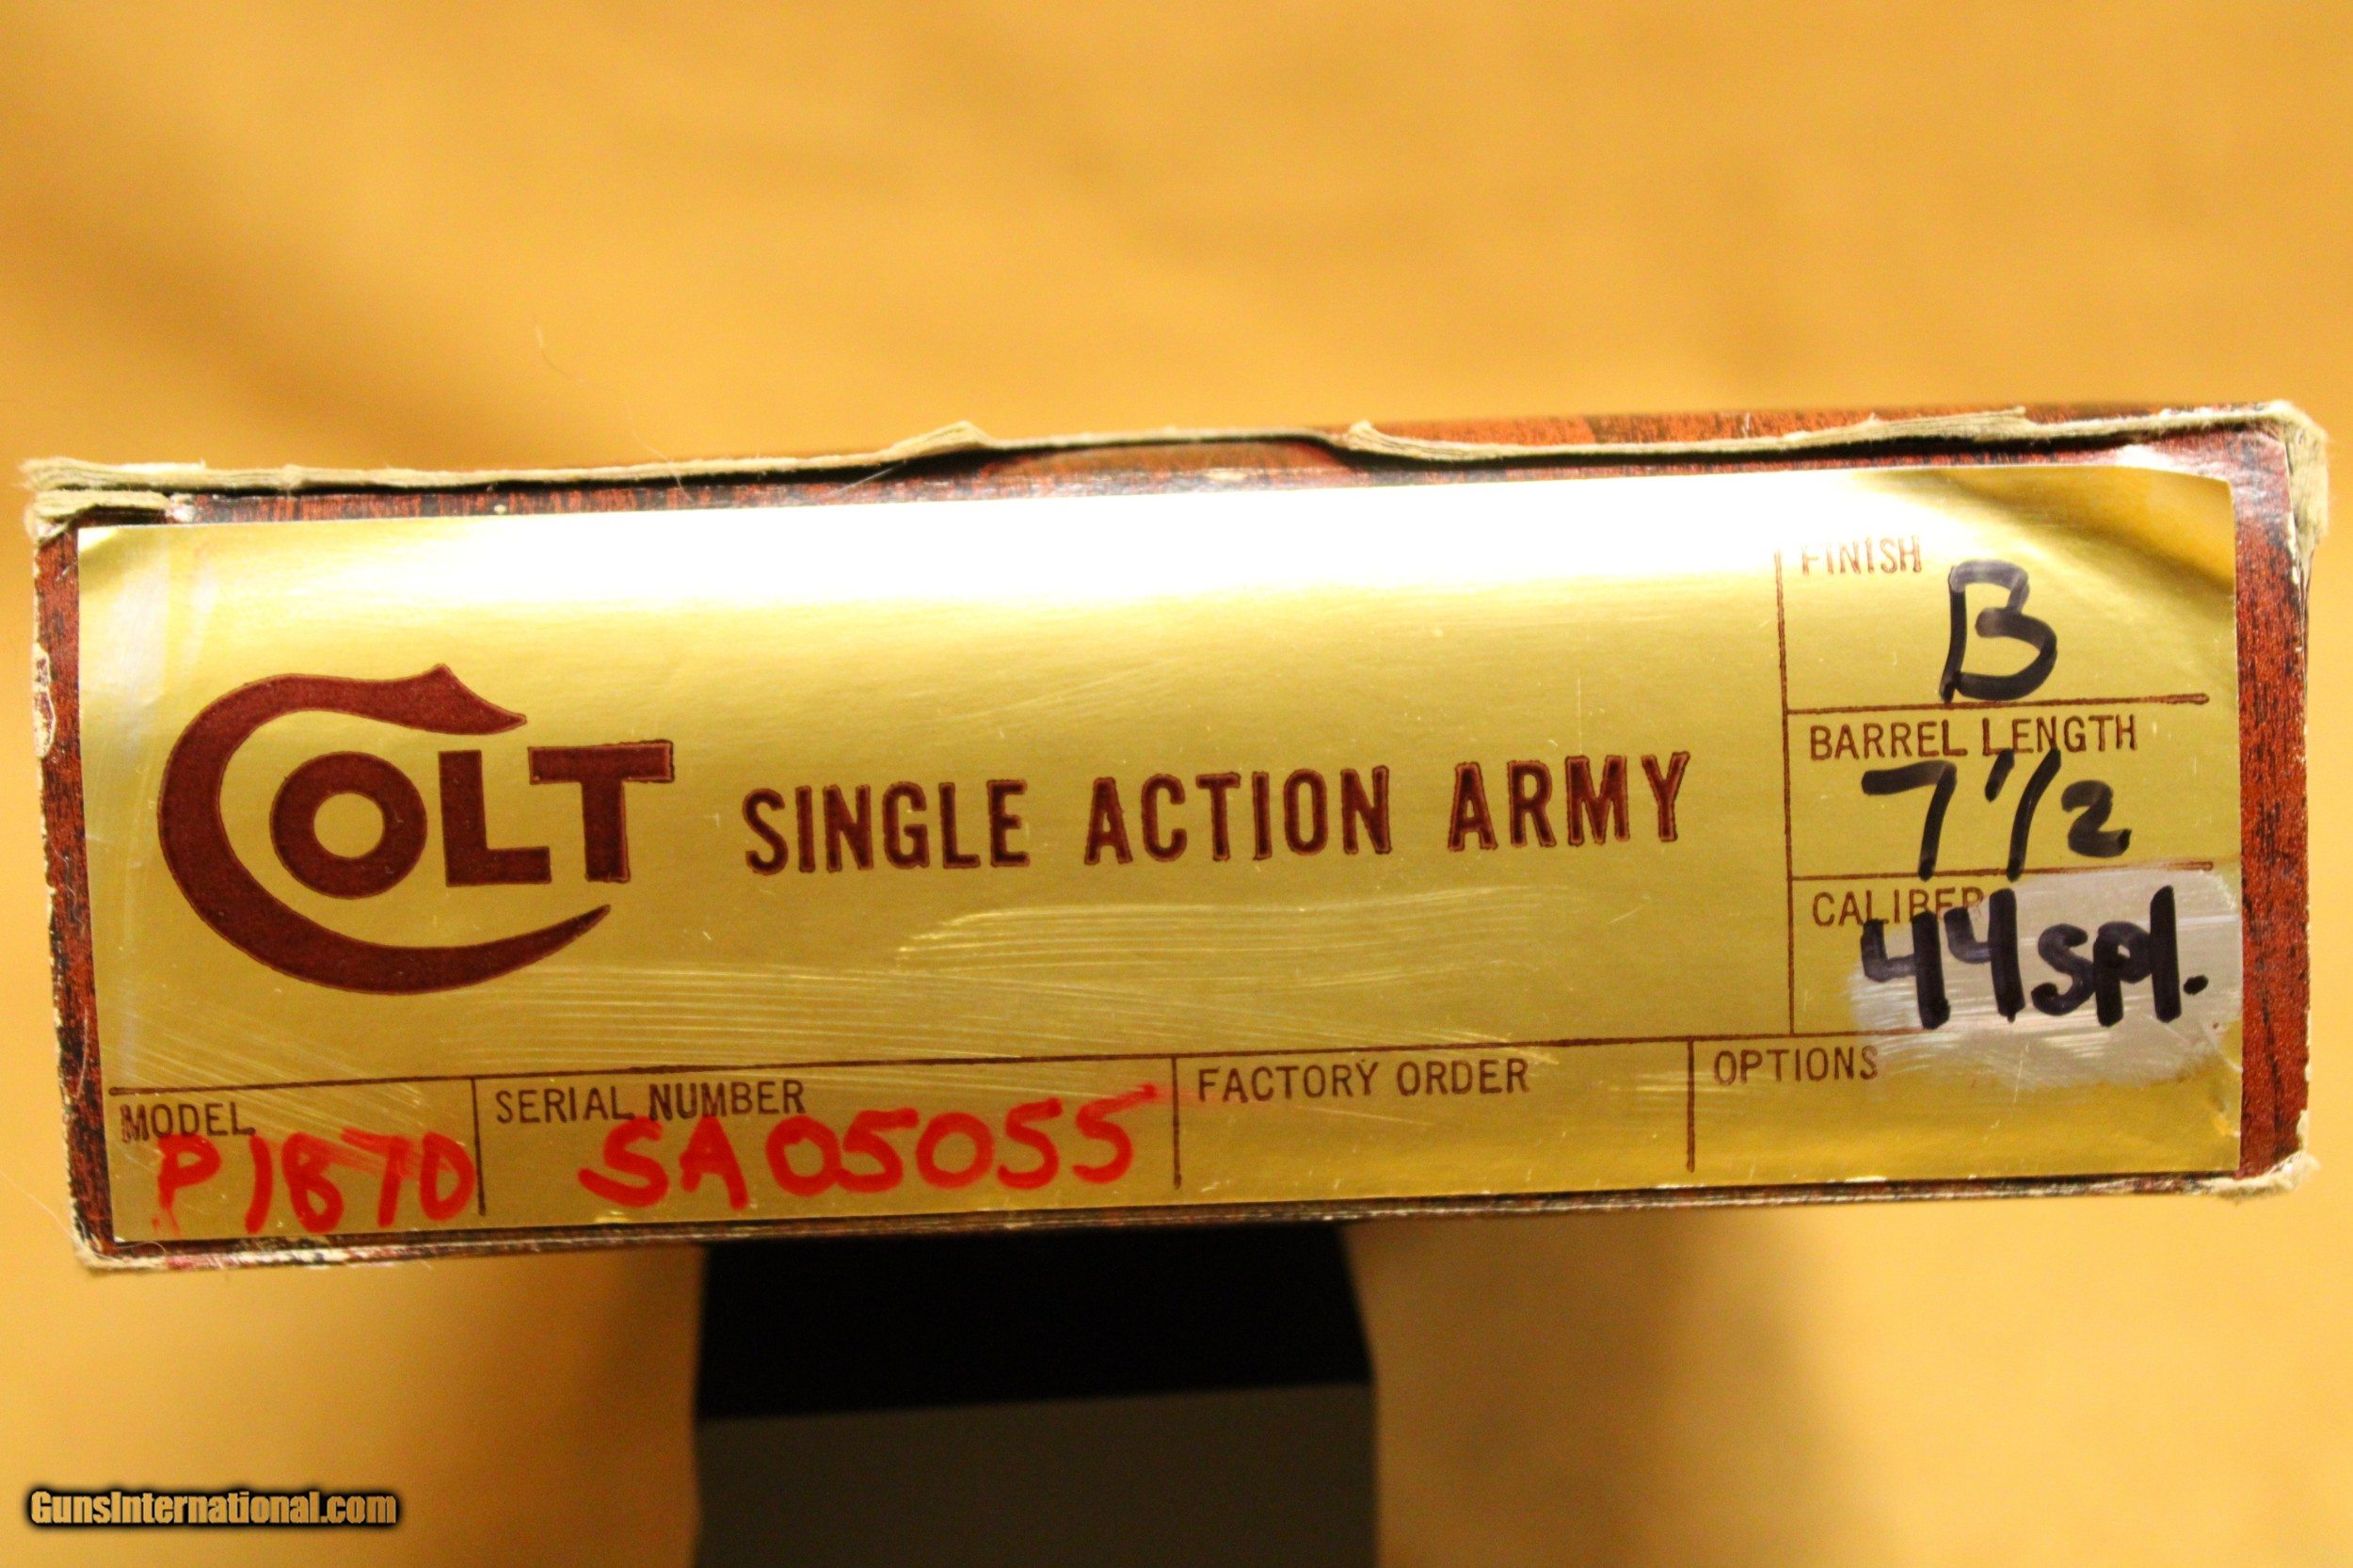 FINISH
B
BARREL LENGTH
7 1/2
COLT SINGLE ACTION ARMY
CALIBER
44 spl.
MODEL SERIAL NUMBER FACTORY ORDER OPTIONS
P1870 SA05055
GunsInternational.com